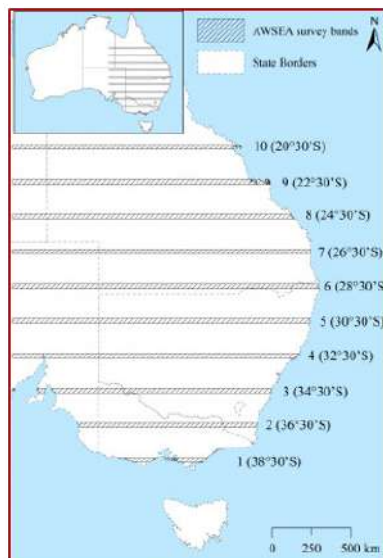 AWSEA survey bands
N
State Borders
10 (20°30'S)
9 (22°30'S)
8 (24°30'S)
7 (26°30'S)
6 (28°30'S)
5 (30°30'S)
4 (32°30'S)
3 (34°30'S)
2 (36°30'S)
1 (38°30'S)
0 250 500 km